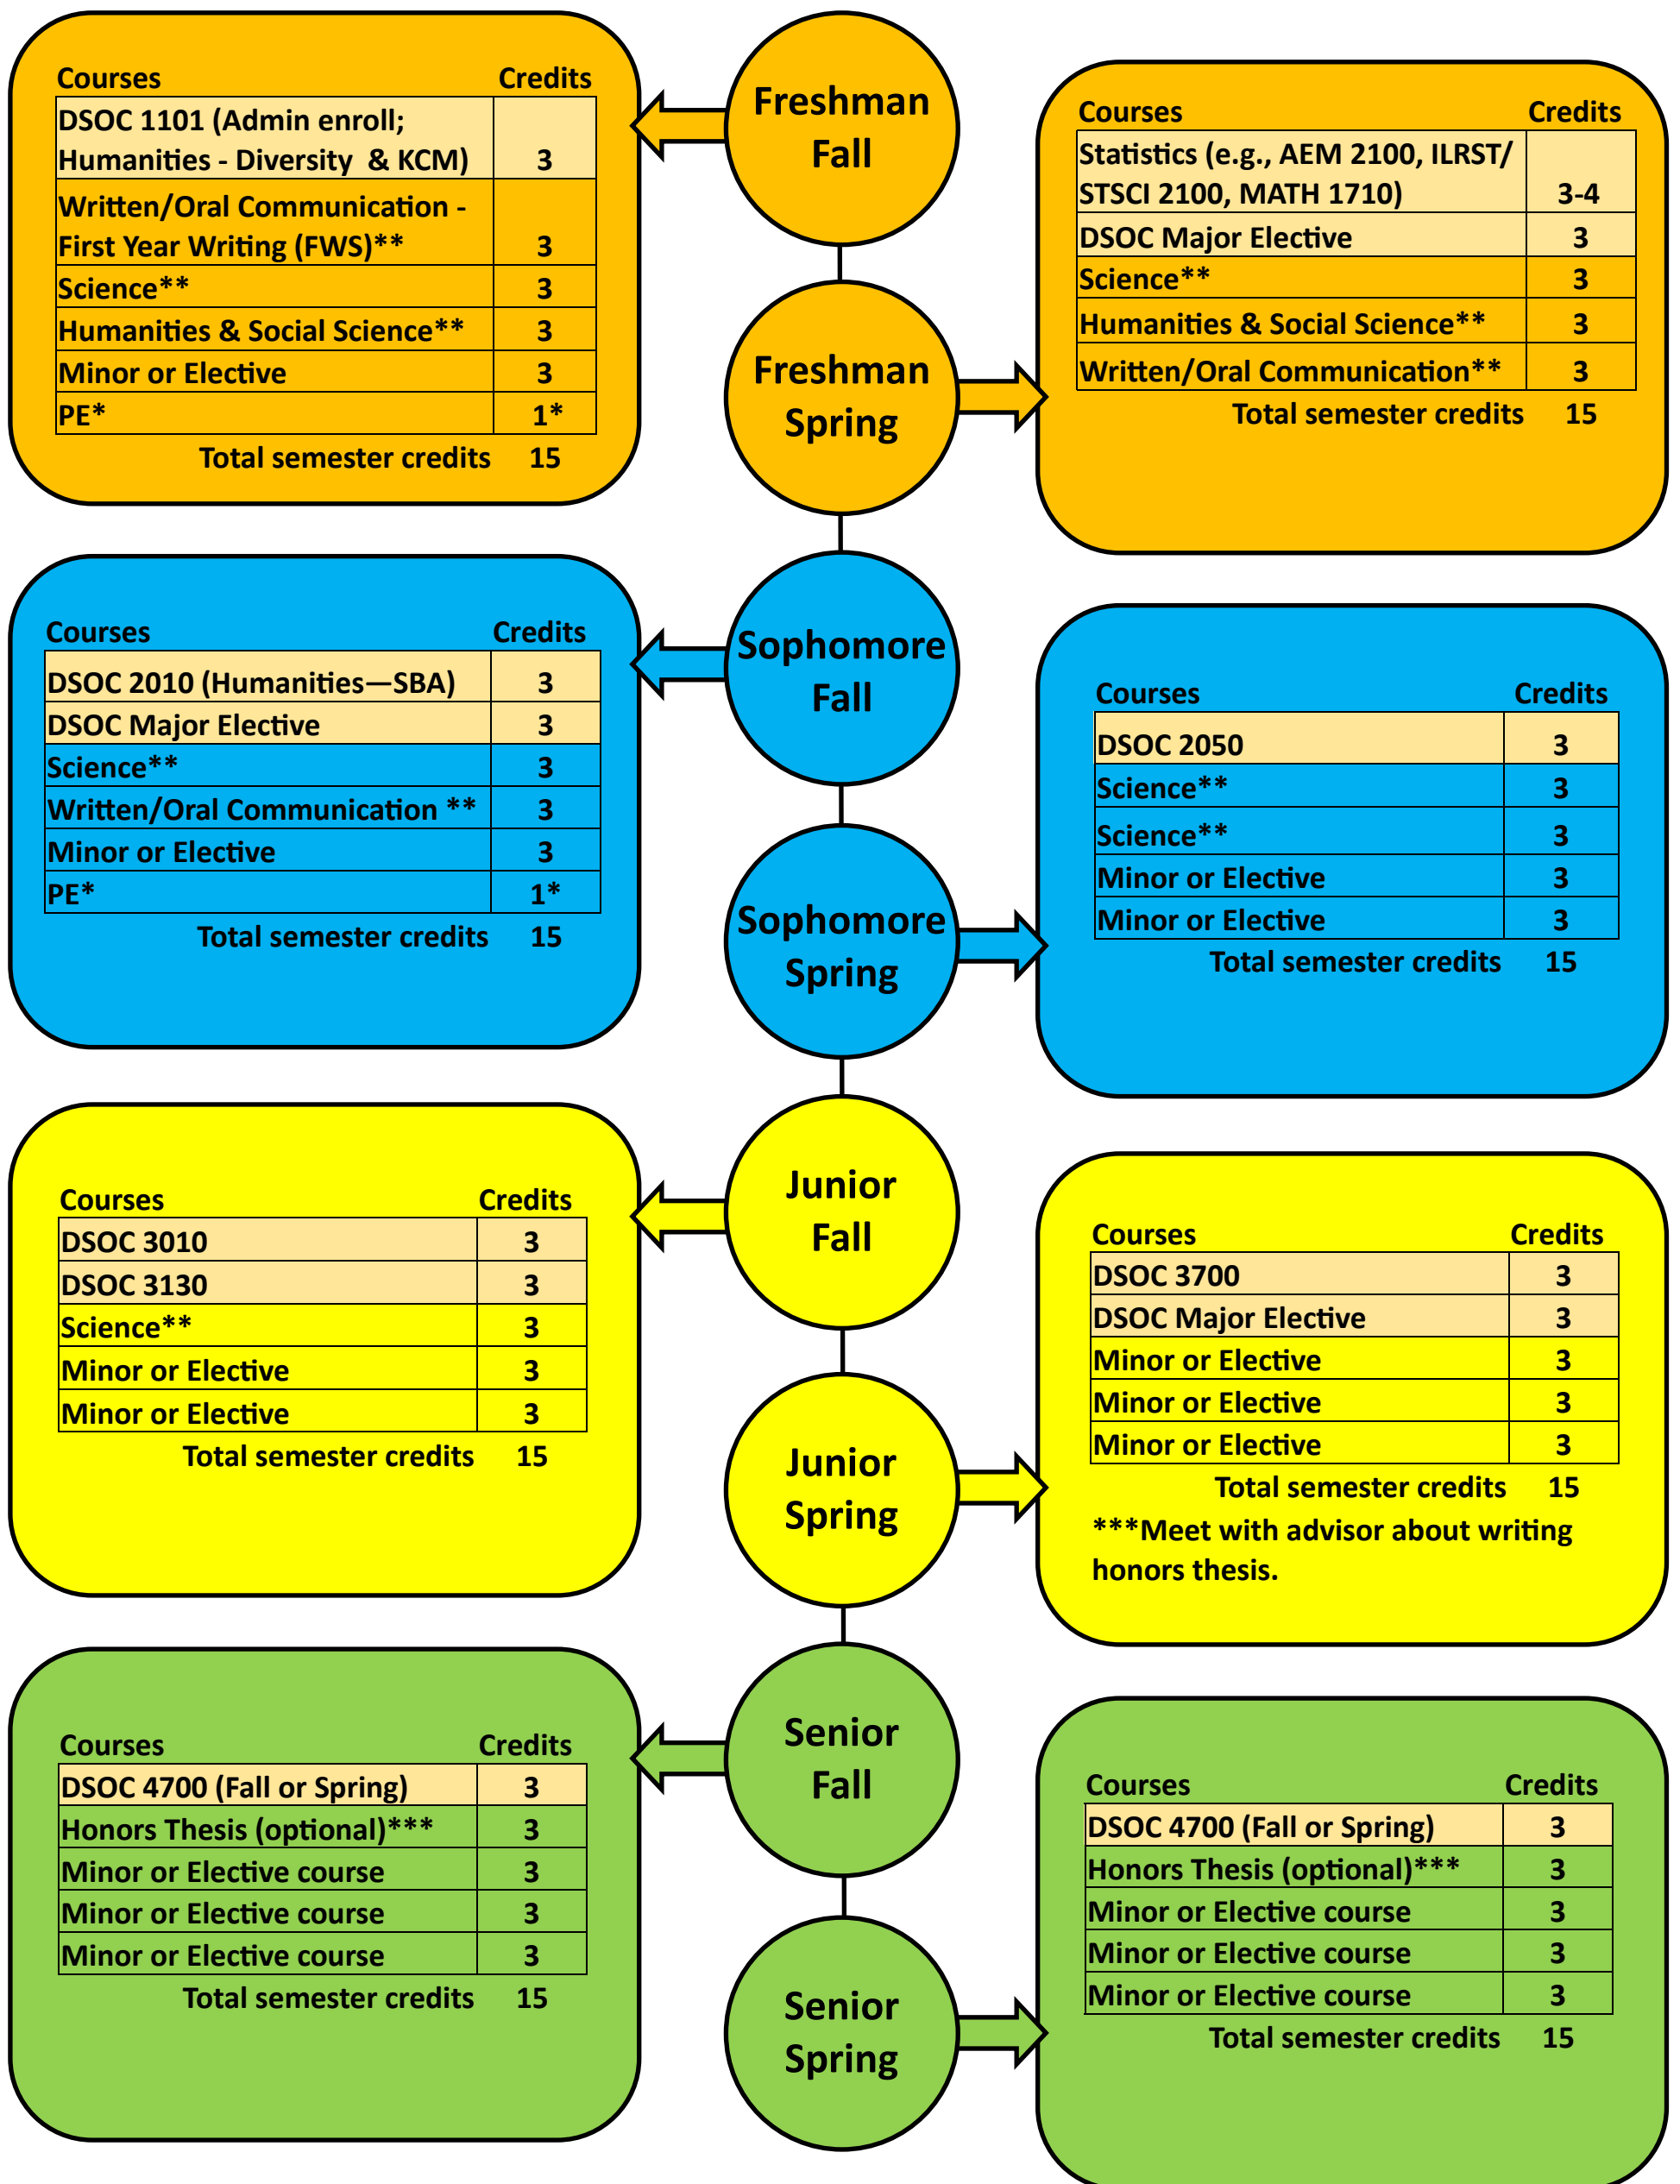 Freshman
Fall
Courses Credits
DSOC 1101 (Admin enroll;
Humanities - Diversity & KCM) 3
Written/Oral Communication -
First Year Writing (FWS)** 3
Science** 3
Humanities & Social Science** 3
Minor or Elective 3
PE* 1*
Total semester credits 15
Freshman
Spring
Courses Credits
Statistics (e.g., AEM 2100, ILRST/
STSCI 2100, MATH 1710) 3-4
DSOC Major Elective 3
Science** 3
Humanities & Social Science** 3
Written/Oral Communication** 3
Total semester credits 15
Sophomore
Fall
Courses Credits
DSOC 2010 (Humanities—SBA) 3
DSOC Major Elective 3
Science** 3
Written/Oral Communication ** 3
Minor or Elective 3
PE* 1*
Total semester credits 15
Sophomore
Spring
Courses Credits
DSOC 2050 3
Science** 3
Science** 3
Minor or Elective 3
Minor or Elective 3
Total semester credits 15
Junior
Fall
Courses Credits
DSOC 3010 3
DSOC 3130 3
Science** 3
Minor or Elective 3
Minor or Elective 3
Total semester credits 15
Junior
Spring
Courses Credits
DSOC 3700 3
DSOC Major Elective 3
Minor or Elective 3
Minor or Elective 3
Minor or Elective 3
Total semester credits 15
***Meet with advisor about writing
honors thesis.
Senior
Fall
Courses Credits
DSOC 4700 (Fall or Spring) 3
Honors Thesis (optional)*** 3
Minor or Elective course 3
Minor or Elective course 3
Minor or Elective course 3
Total semester credits 15
Senior
Spring
Courses Credits
DSOC 4700 (Fall or Spring) 3
Honors Thesis (optional)*** 3
Minor or Elective course 3
Minor or Elective course 3
Minor or Elective course 3
Total semester credits 15